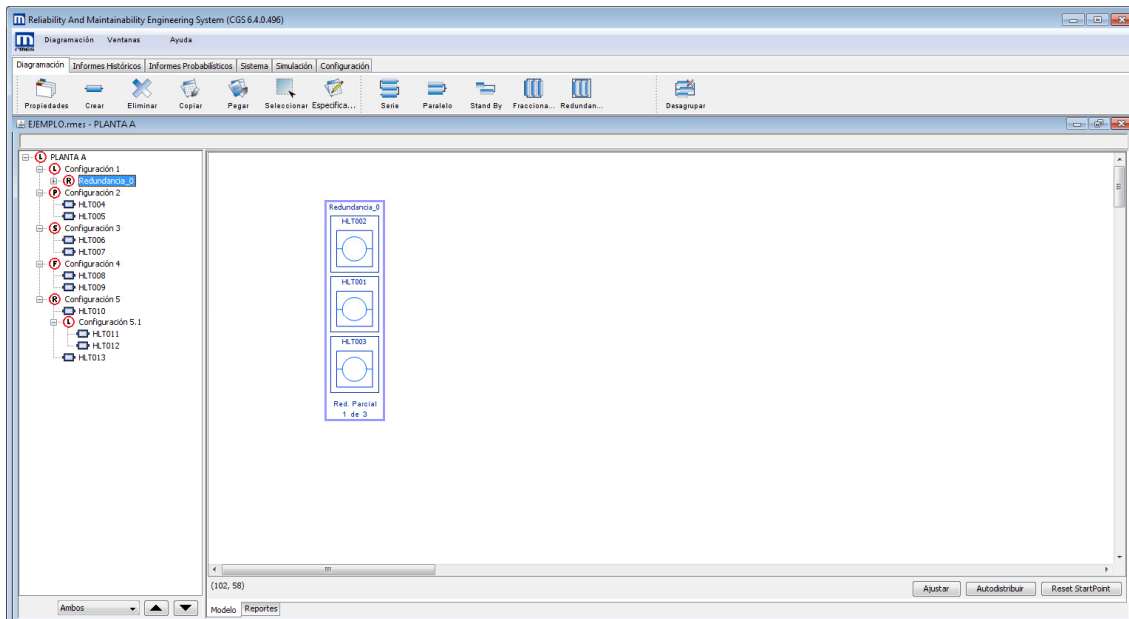 Reliability And Maintainability Engineering System (CGS 6.4.0.496)
Diagramación Ventanas Ayuda
Diagramación Informes Históricos Informes Probabilísticos Sistema Simulación Configuración
Propiedades Crear Eliminar Copiar Pegar Seleccionar Especifica... Serie Paralelo Stand By Fracciona... Redundan... Desagrupar
EJEMPLO.rmes - PLANTA A
L PLANTA A
L Configuración 1
R Redundancia_0
P Configuración 2
HLT004
HLT005
S Configuración 3
HLT006
HLT007
F Configuración 4
HLT008
HLT009
R Configuración 5
HLT010
L Configuración 5.1
HLT011
HLT012
HLT013
Redundancia_0
HLT002
HLT001
HLT003
Red. Parcial
1 de 3
(102, 58)
Ajustar Autodistribuir Reset StartPoint
Ambos
Modelo Reportes